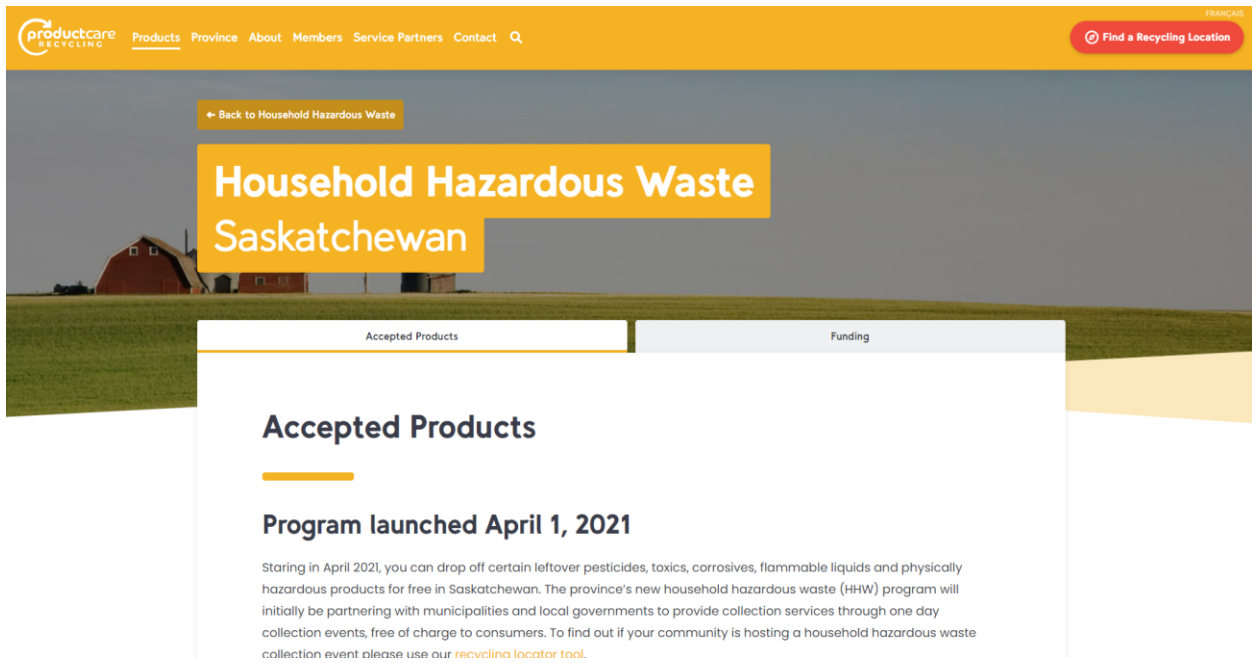 FRANÇAIS
productcare
RECYCLING
Products Province About Members Service Partners Contact
Find a Recycling Location
← Back to Household Hazardous Waste
Household Hazardous Waste
Saskatchewan
Accepted Products
Funding
Accepted Products
Program launched April 1, 2021
Staring in April 2021, you can drop off certain leftover pesticides, toxics, corrosives, flammable liquids and physically
hazardous products for free in Saskatchewan. The province's new household hazardous waste (HHW) program will
initially be partnering with municipalities and local governments to provide collection services through one day
collection events, free of charge to consumers. To find out if your community is hosting a household hazardous waste
collection event please use our recycling locator tool.